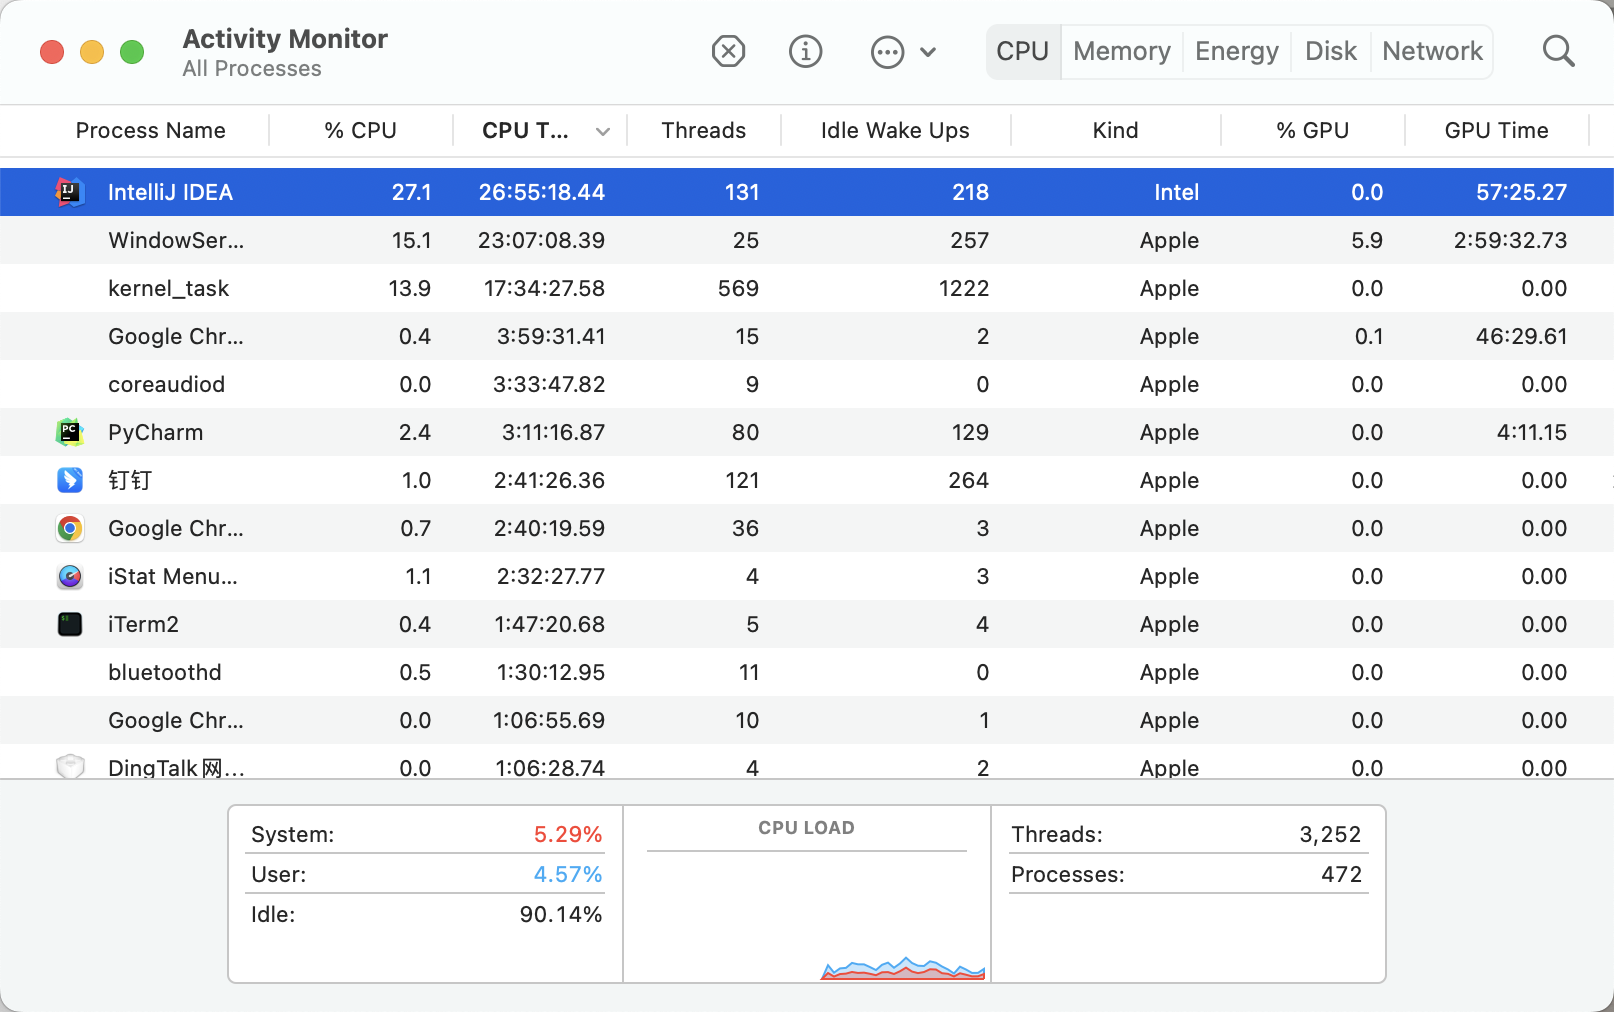 Activity Monitor
All Processes
CPU Memory Energy Disk Network
Process Name % CPU CPU T... Threads Idle Wake Ups Kind % GPU GPU Time
IntelliJ IDEA 27.1 26:55:18.44 131 218 Intel 0.0 57:25.27
WindowSer... 15.1 23:07:08.39 25 257 Apple 5.9 2:59:32.73
kernel_task 13.9 17:34:27.58 569 1222 Apple 0.0 0.00
Google Chr... 0.4 3:59:31.41 15 2 Apple 0.1 46:29.61
coreaudiod 0.0 3:33:47.82 9 0 Apple 0.0 0.00
PyCharm 2.4 3:11:16.87 80 129 Apple 0.0 4:11.15
钉钉 1.0 2:41:26.36 121 264 Apple 0.0 0.00
Google Chr... 0.7 2:40:19.59 36 3 Apple 0.0 0.00
iStat Menu... 1.1 2:32:27.77 4 3 Apple 0.0 0.00
iTerm2 0.4 1:47:20.68 5 4 Apple 0.0 0.00
bluetoothd 0.5 1:30:12.95 11 0 Apple 0.0 0.00
Google Chr... 0.0 1:06:55.69 10 1 Apple 0.0 0.00
DingTalk网... 0.0 1:06:28.74 4 2 Apple 0.0 0.00
System: 5.29%
User: 4.57%
Idle: 90.14%
CPU LOAD
Threads: 3,252
Processes: 472